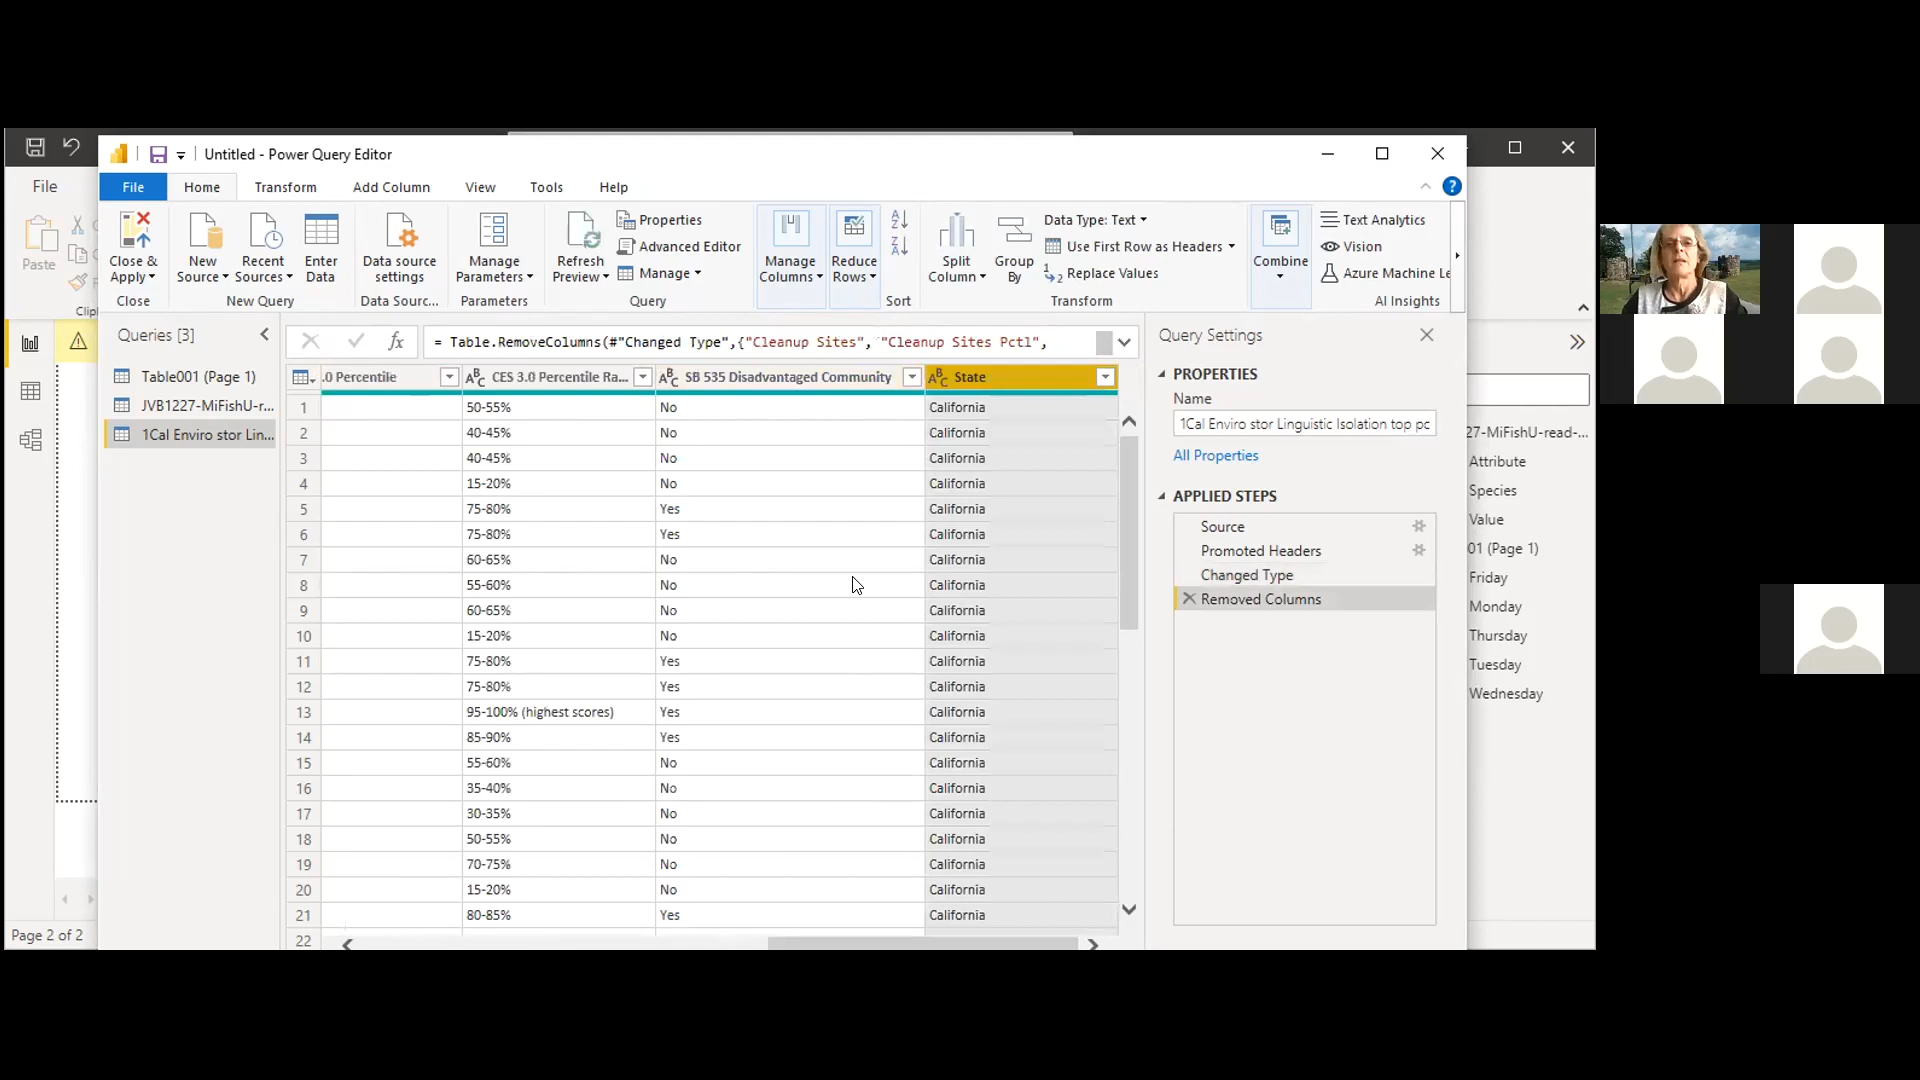 Untitled - Power Query Editor
File
File Home Transform Add Column View Tools Help
?
Paste
Close & Apply
New Source
Recent Sources
Enter Data
Data source settings
Manage Parameters
Refresh Preview
Properties
Advanced Editor
Manage
Manage Columns
Reduce Rows
Split Column
Group By
Data Type: Text
Use First Row as Headers
Replace Values
Combine
Text Analytics
Vision
Azure Machine Le
Close
New Query
Data Sourc...
Parameters
Query
Sort
Transform
AI Insights
Clip
Queries [3]
Table001 (Page 1)
JVB1227-MiFishU-r...
1Cal Enviro stor Lin...
fx
= Table.RemoveColumns(#"Changed Type",{"Cleanup Sites", "Cleanup Sites Pctl",
.0 Percentile ABC CES 3.0 Percentile Ra... ABC SB 535 Disadvantaged Community ABC State
1 50-55% No California
2 40-45% No California
3 40-45% No California
4 15-20% No California
5 75-80% Yes California
6 75-80% Yes California
7 60-65% No California
8 55-60% No California
9 60-65% No California
10 15-20% No California
11 75-80% Yes California
12 75-80% Yes California
13 95-100% (highest scores) Yes California
14 85-90% Yes California
15 55-60% No California
16 35-40% No California
17 30-35% No California
18 50-55% No California
19 70-75% No California
20 15-20% No California
21 80-85% Yes California
22
Query Settings
PROPERTIES
Name
1Cal Enviro stor Linguistic Isolation top pc
All Properties
APPLIED STEPS
Source
Promoted Headers
Changed Type
Removed Columns
27-MiFishU-read-...
Attribute
Species
Value
01 (Page 1)
Friday
Monday
Thursday
Tuesday
Wednesday
Page 2 of 2